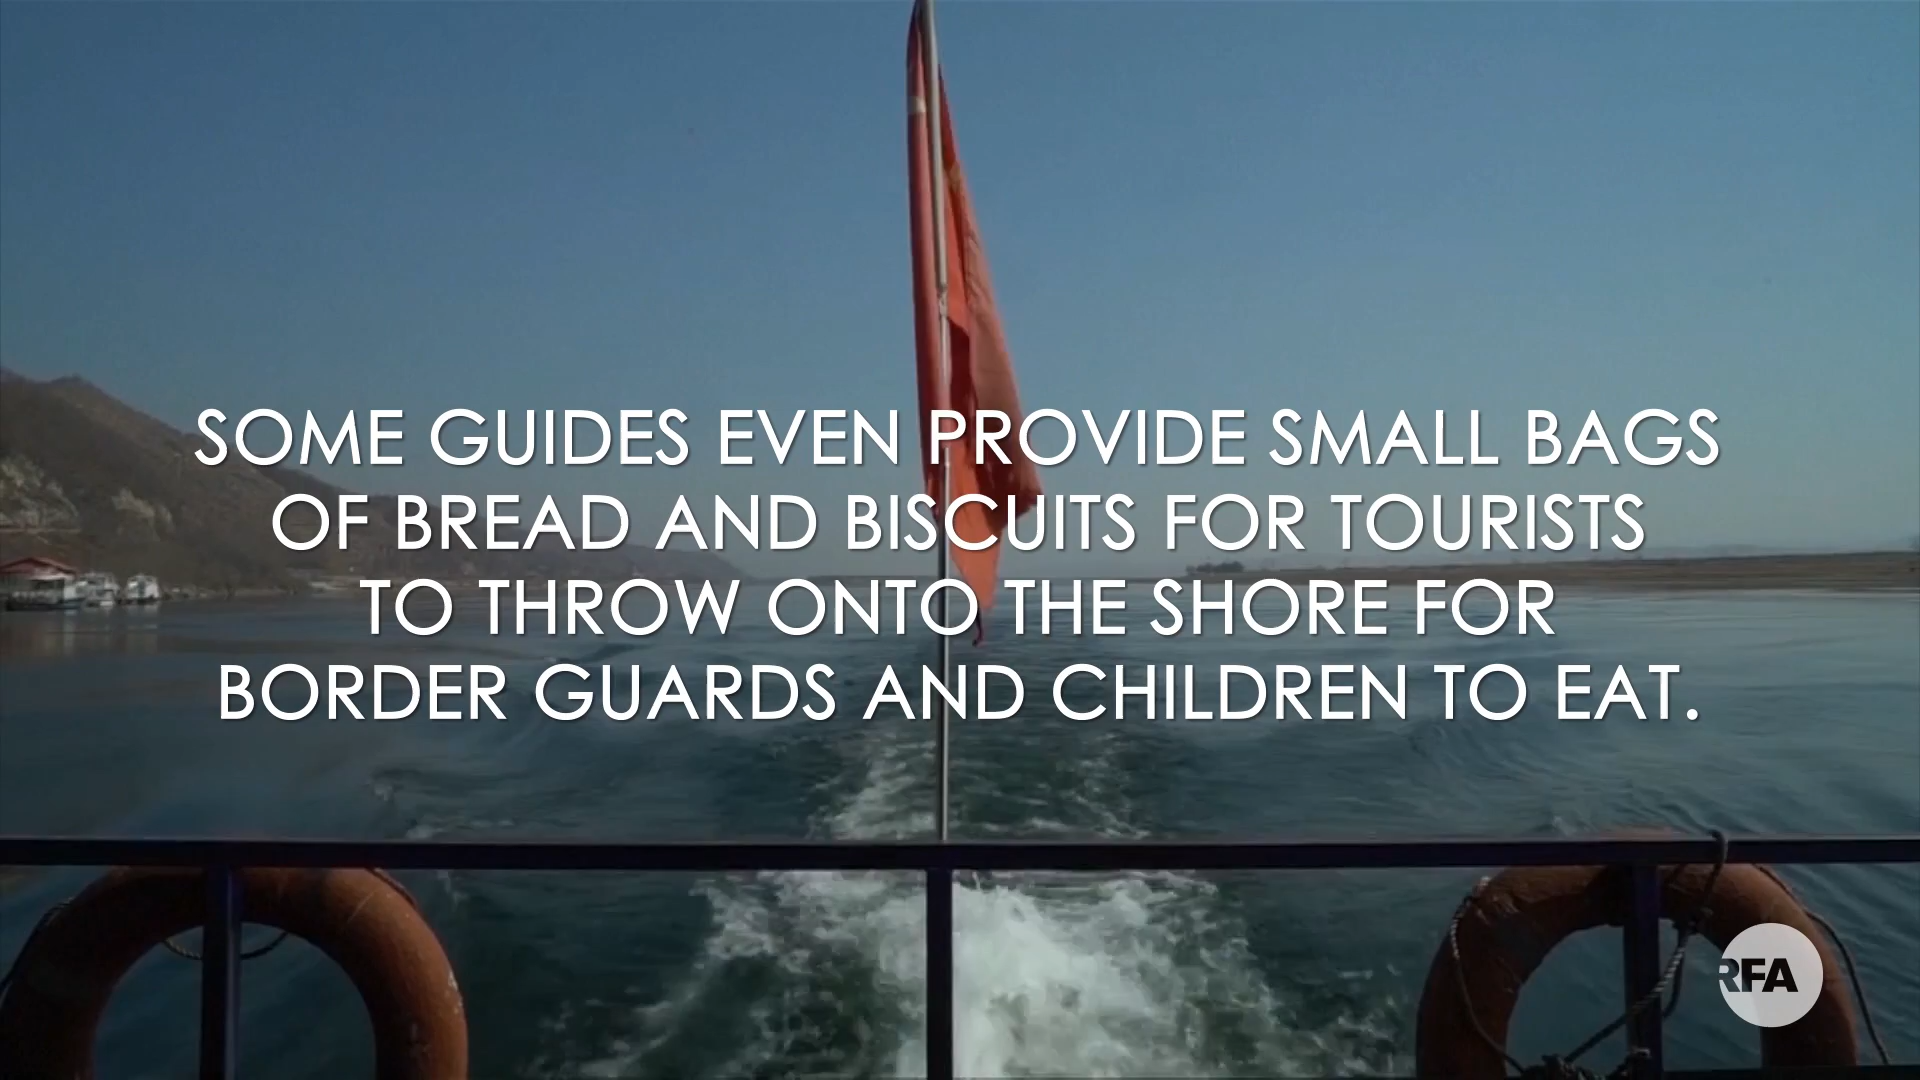 SOME GUIDES EVEN PROVIDE SMALL BAGS
OF BREAD AND BISCUITS FOR TOURISTS
TO THROW ONTO THE SHORE FOR
BORDER GUARDS AND CHILDREN TO EAT.
RFA